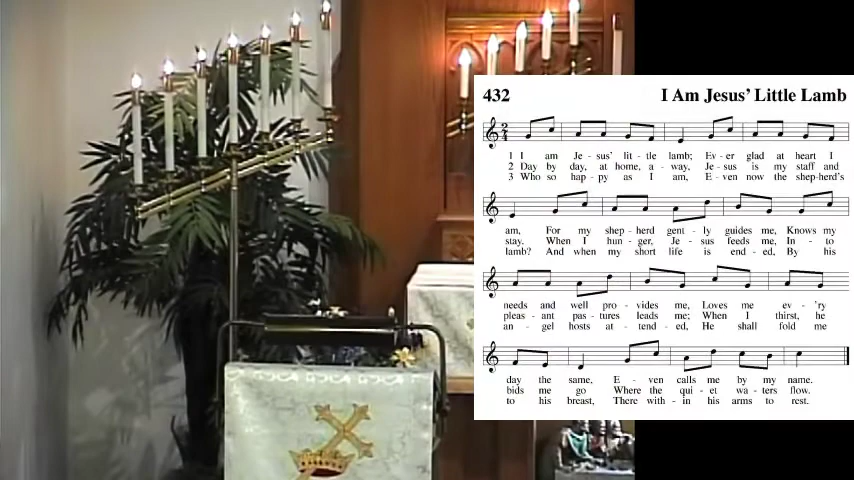 432 I Am Jesus' Little Lamb
1 I am Je - sus' lit - tle lamb; Ev - er glad at heart I
2 Day by day, at home, a - way, Je - sus is my staff and
3 Who so hap - py as I am, E - ven now the shep-herd's
am, For my shep - herd gent - ly guides me, Knows my
stay. When I hun - ger, Je - sus feeds me, In - to
lamb? And when my short life is end - ed, By his
needs and well pro - vides me, Loves me ev - 'ry
pleas - ant pas - tures leads me; When I thirst, he
an - gel hosts at - tend - ed, He shall fold me
day the same, E - ven calls me by my name.
bids me go Where the qui - et wa - ters flow.
to his breast, There with - in his arms to rest.